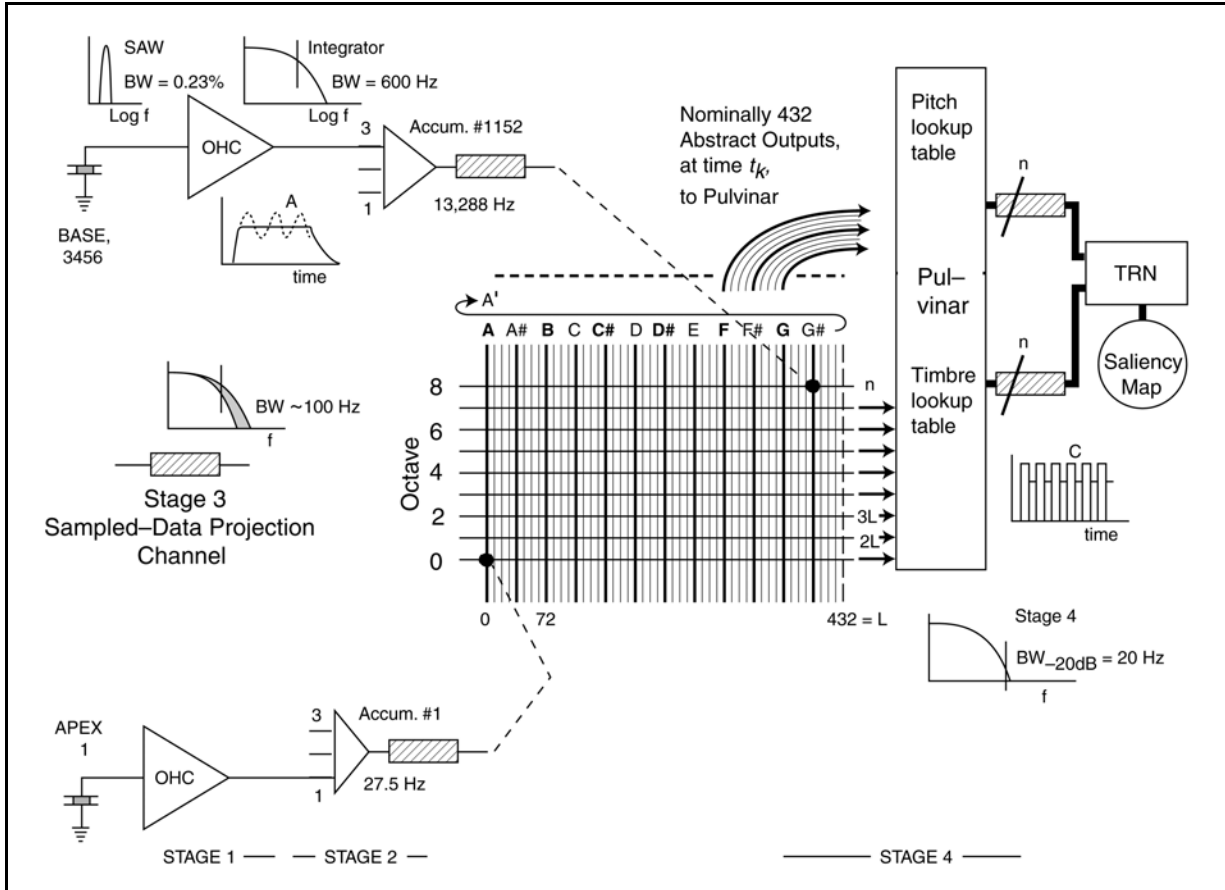 SAW
BW = 0.23%
Log f
Integrator
BW = 600 Hz
Log f
OHC
3
1
Accum. #1152
13,288 Hz
BASE,
3456
A
time
Nominally 432
Abstract Outputs,
at time tk,
to Pulvinar
Pitch
lookup
table
Pul–
vinar
Timbre
lookup
table
n
n
TRN
Saliency
Map
A'
A A# B C C# D D# E F F# G G#
Octave
8
6
4
2
0
n
3L
2L
0 72 432 = L
BW ~100 Hz
f
Stage 3
Sampled–Data Projection
Channel
C
time
Stage 4
BW–20dB = 20 Hz
f
APEX
1
OHC
3
1
Accum. #1
27.5 Hz
STAGE 1
STAGE 2
STAGE 4